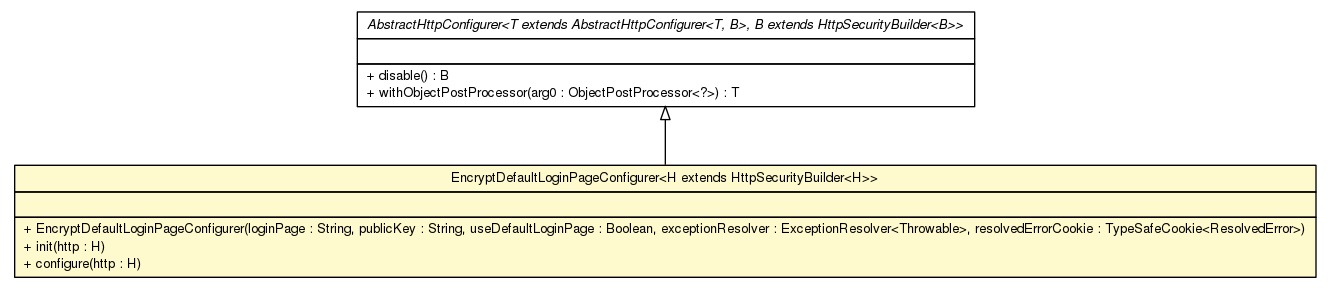 AbstractHttpConfigurer<T extends AbstractHttpConfigurer<T, B>, B extends HttpSecurityBuilder<B>>
+ disable() : B
+ withObjectPostProcessor(arg0 : ObjectPostProcessor<?>) : T
EncryptDefaultLoginPageConfigurer<H extends HttpSecurityBuilder<H>>
+ EncryptDefaultLoginPageConfigurer(loginPage : String, publicKey : String, useDefaultLoginPage : Boolean, exceptionResolver : ExceptionResolver<Throwable>, resolvedErrorCookie : TypeSafeCookie<ResolvedError>)
+ init(http : H)
+ configure(http : H)